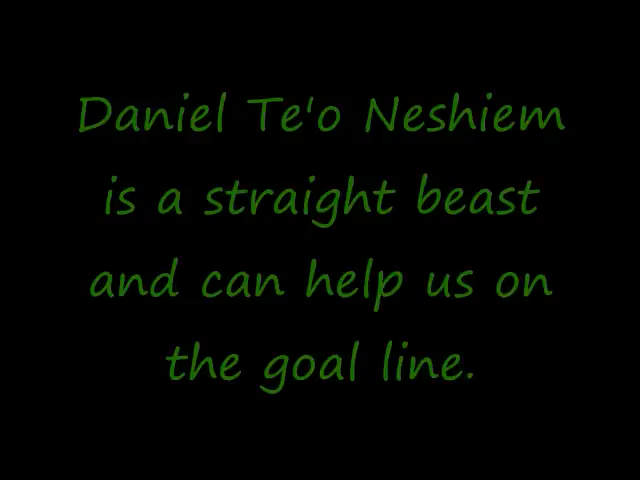 Daniel Te'o Neshiem
is a straight beast
and can help us on
the goal line.